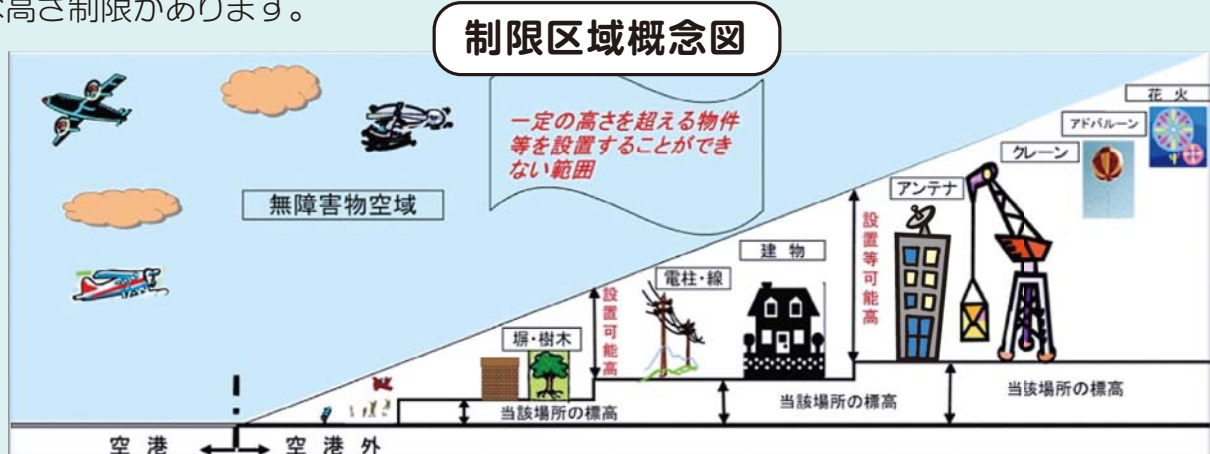 な高さ制限があります。
制限区域概念図
一定の高さを超える物件
等を設置することができ
ない範囲
無障害物空域
花 火
アドバルーン
クレーン
アンテナ
設置等可能高
建 物
電柱・線
設置可能高
塀・樹木
当該場所の標高
当該場所の標高
当該場所の標高
空 港
空 港 外